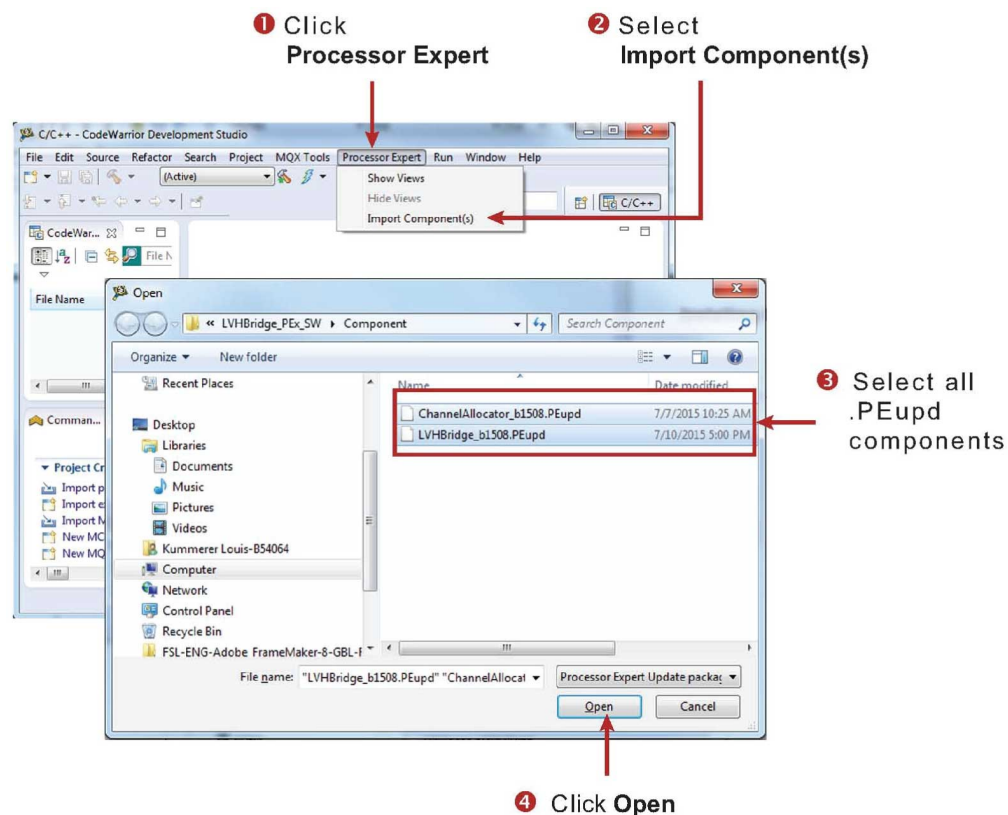 ❶ Click
Processor Expert
❷ Select
Import Component(s)
C/C++ - CodeWarrior Development Studio
File Edit Source Refactor Search Project MQX Tools Processor Expert Run Window Help
(Active)
Show Views
Hide Views
Import Component(s)
C/C++
CodeWar...
File N
File Name
Open
« LVHBridge_PEx_SW ▸ Component
Search Component
Organize ▾ New folder
Recent Places
Name
Date modified
❸ Select all
.PEupd
components
ChannelAllocator_b1508.PEupd 7/7/2015 10:25 AM
LVHBridge_b1508.PEupd 7/10/2015 5:00 PM
Desktop
Libraries
Documents
Music
Pictures
Videos
Kummerer Louis-B54064
Computer
Network
Control Panel
Recycle Bin
FSL-ENG-Adobe FrameMaker-8-GBL-F
Comman...
Project Cr
Import p
Import e
Import M
New MC
New MQ
File name: "LVHBridge_b1508.PEupd" "ChannelAllocat
Processor Expert Update packag
Open
Cancel
❹ Click Open